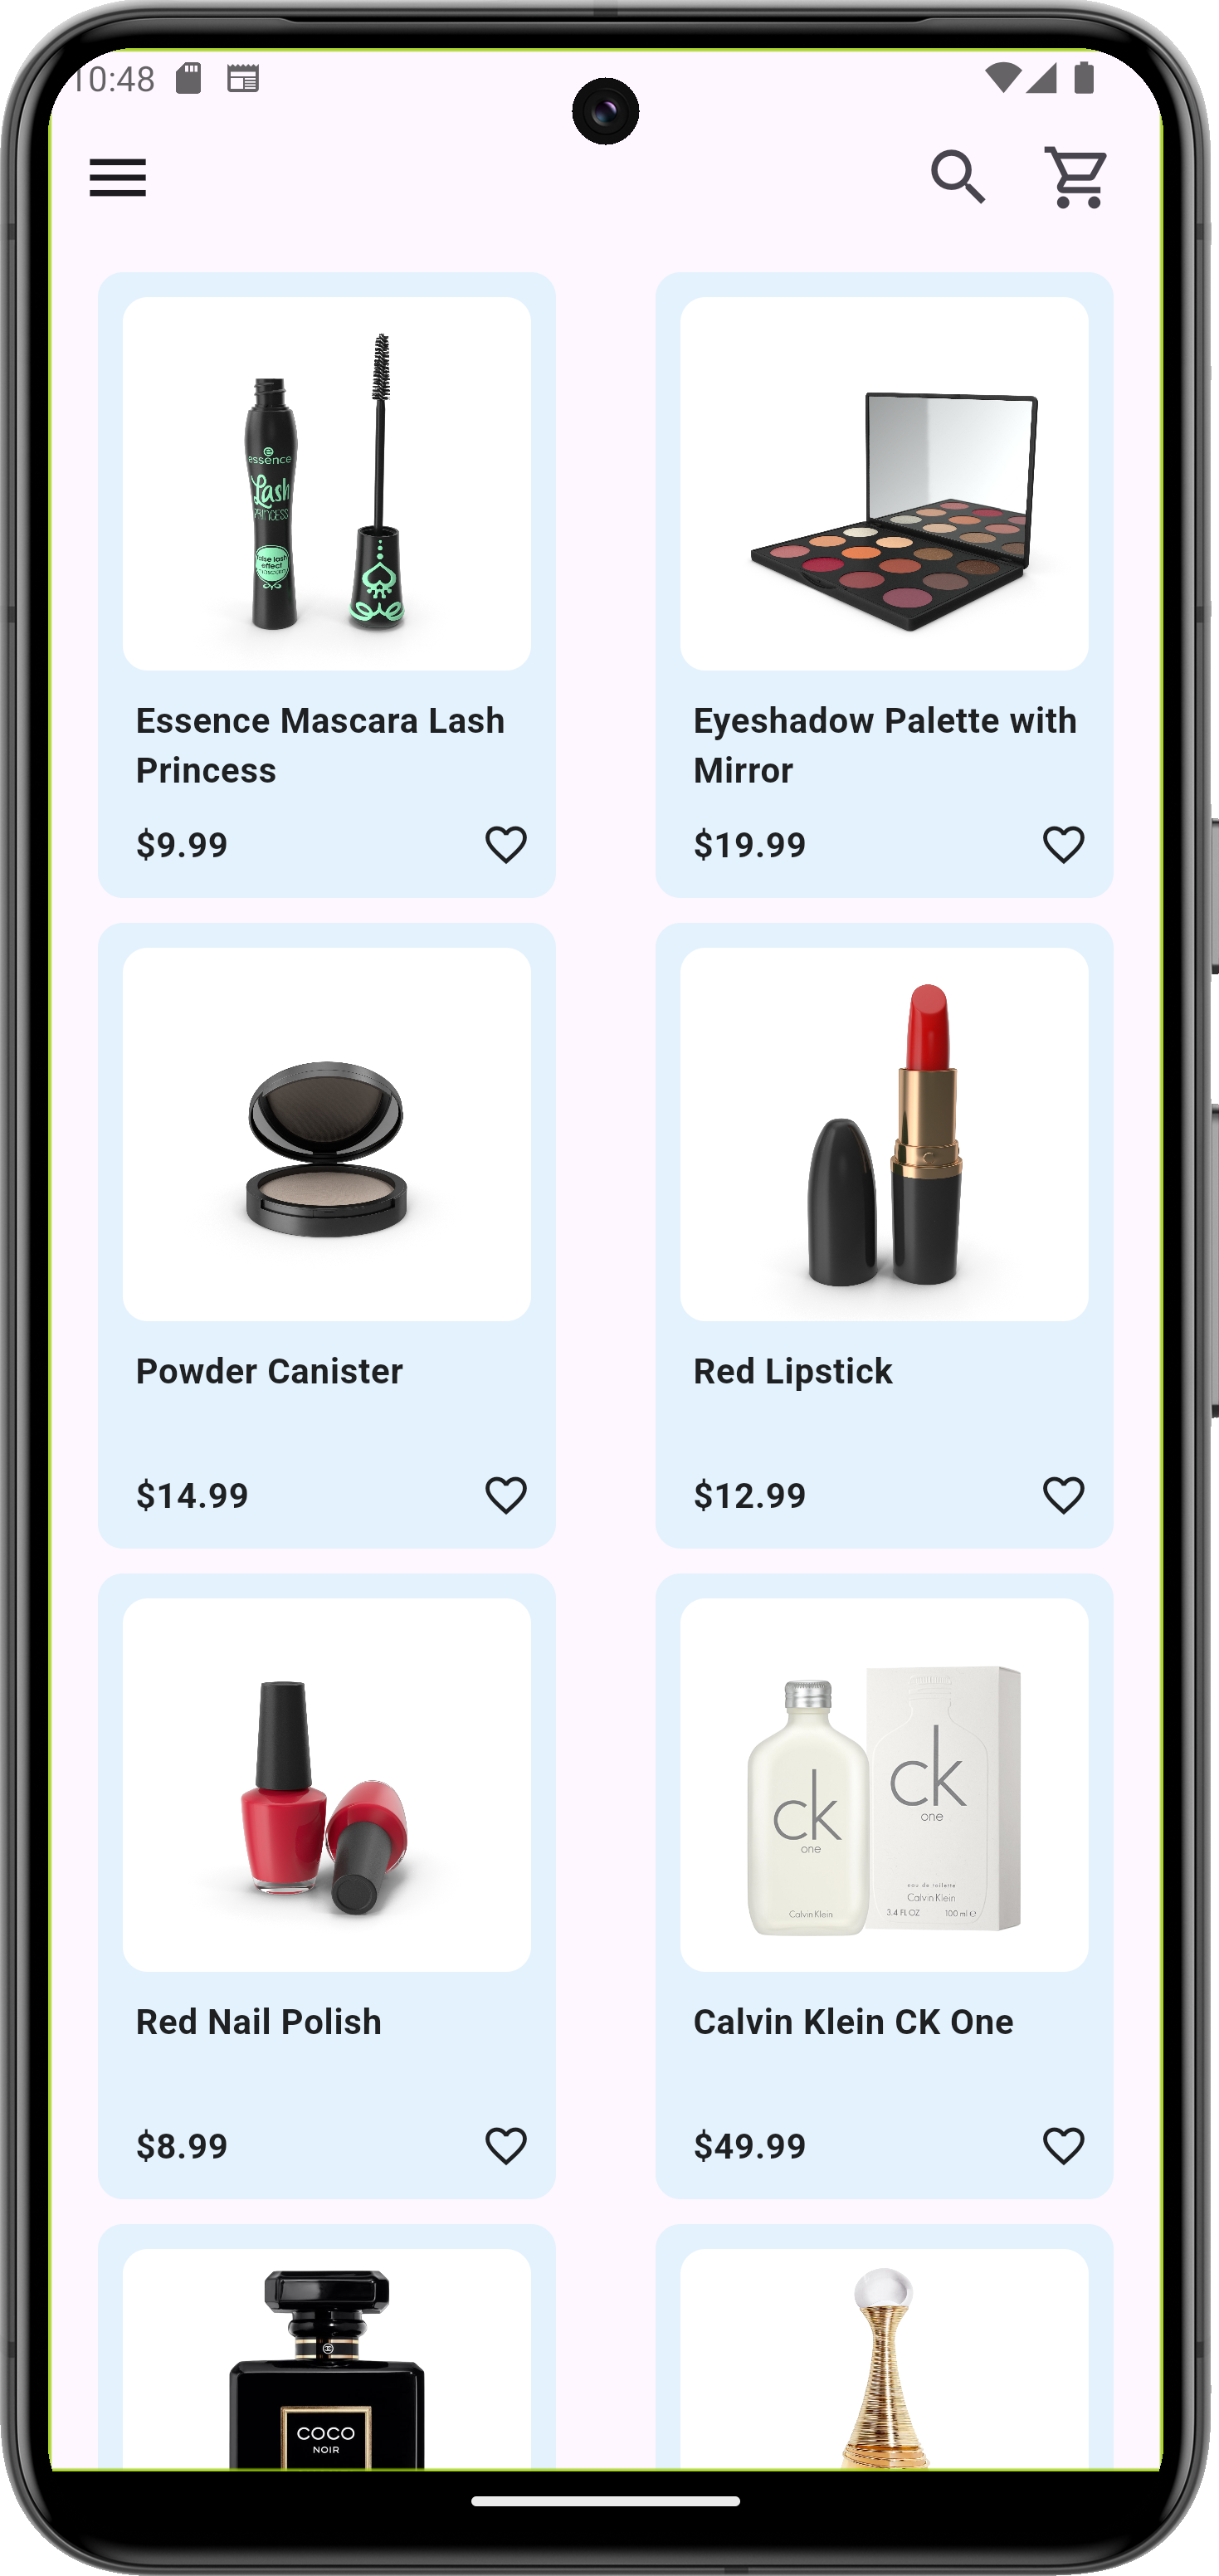 10:48
essence
Lash
PRINCESS
false lash
effect
mascara
Essence Mascara Lash
Princess
$9.99
Eyeshadow Palette with
Mirror
$19.99
Powder Canister
$14.99
Red Lipstick
$12.99
Red Nail Polish
$8.99
ck
one
Calvin Klein
ck
one
eau de toilette
Calvin Klein
3.4 FL OZ 100 ml e
Calvin Klein CK One
$49.99
COCO
NOIR